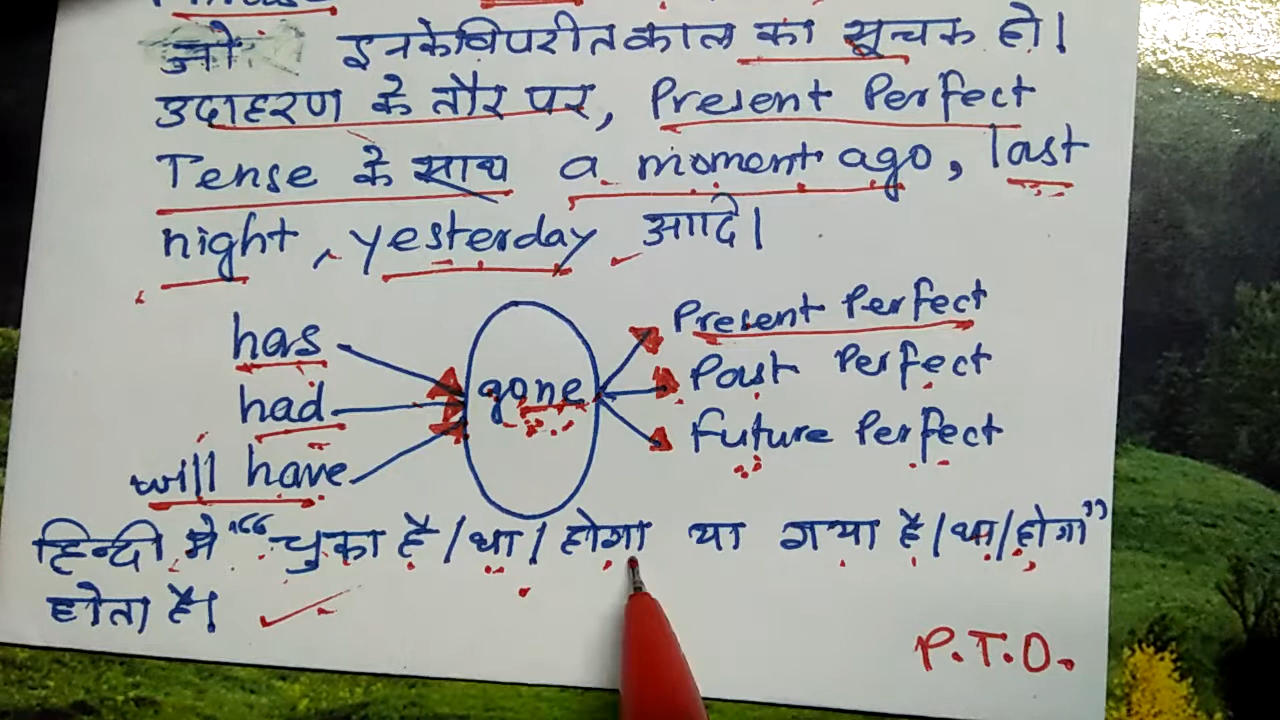 जो इनके विपरीत काल का सूचक हो।
उदाहरण के तौर पर, Present Perfect
Tense के साथ a moment ago, last
night, yesterday आदि।
has
had
will have
gone
Present Perfect
Past Perfect
Future Perfect
हिन्दी में “चुका है/था/होगा या गया है/था/होगा”
होता है।
P.T.O.